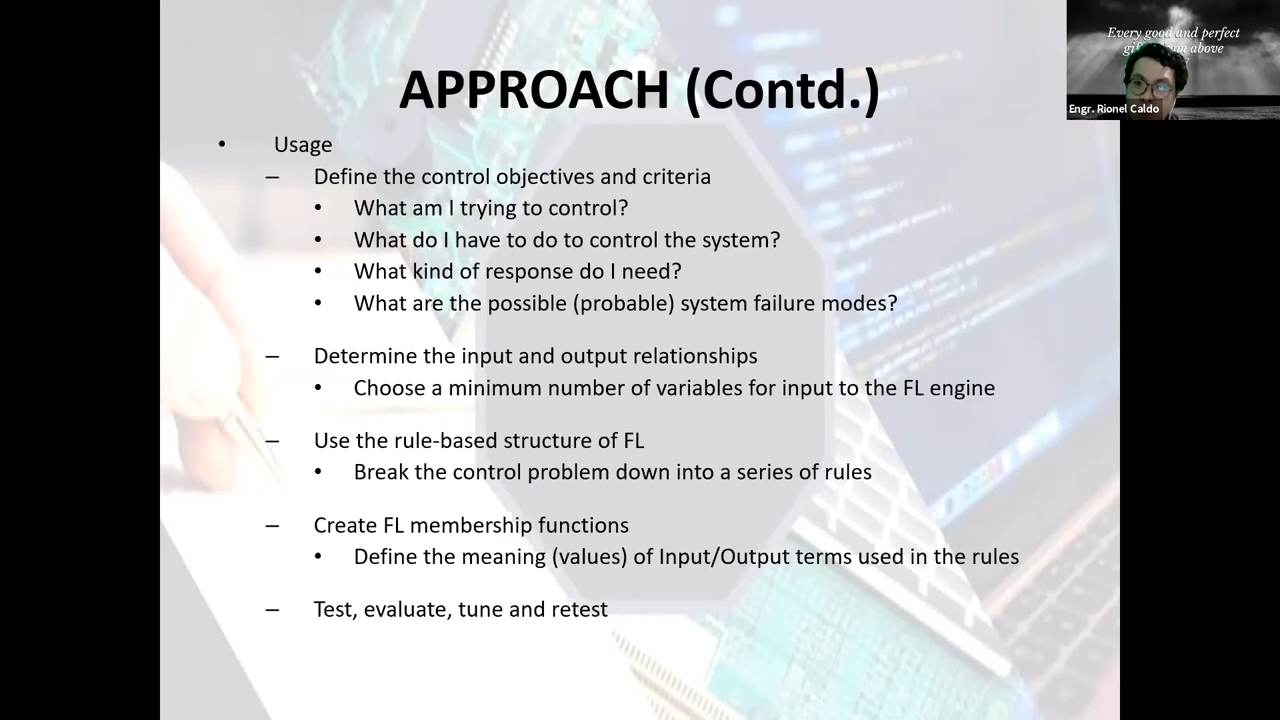 APPROACH (Contd.)
Every good and perfect
from above
Engr. Rionel Caldo
• Usage
– Define the control objectives and criteria
• What am I trying to control?
• What do I have to do to control the system?
• What kind of response do I need?
• What are the possible (probable) system failure modes?
– Determine the input and output relationships
• Choose a minimum number of variables for input to the FL engine
– Use the rule-based structure of FL
• Break the control problem down into a series of rules
– Create FL membership functions
• Define the meaning (values) of Input/Output terms used in the rules
– Test, evaluate, tune and retest